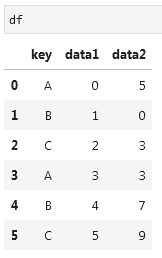 df
key data1 data2
0 A 0 5
1 B 1 0
2 C 2 3
3 A 3 3
4 B 4 7
5 C 5 9